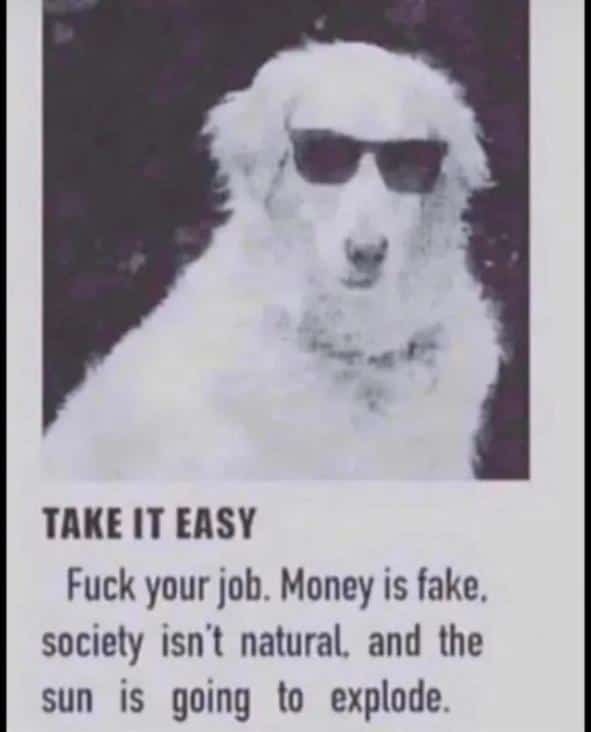 TAKE IT EASY
Fuck your job. Money is fake,
society isn't natural, and the
sun is going to explode.